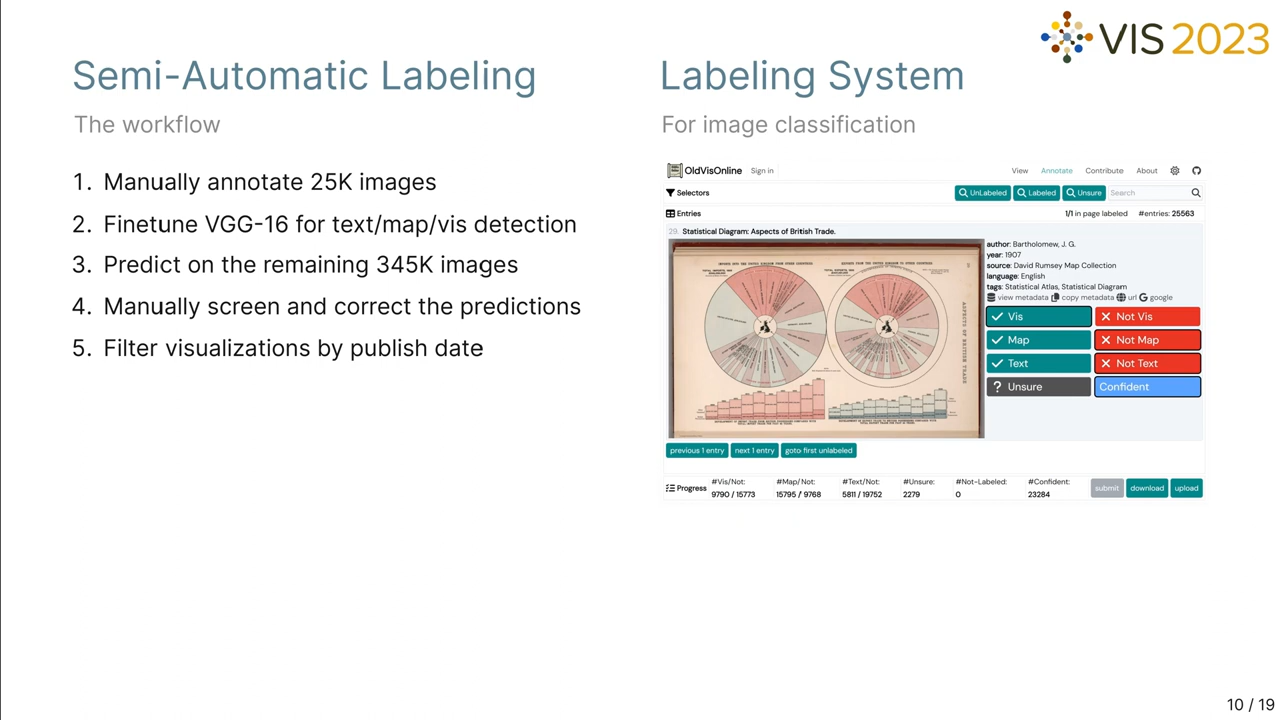 VIS2023
Semi-Automatic Labeling
The workflow
1. Manually annotate 25K images
2. Finetune VGG-16 for text/map/vis detection
3. Predict on the remaining 345K images
4. Manually screen and correct the predictions
5. Filter visualizations by publish date
Labeling System
For image classification
OldVisOnline Sign in View Annotate Contribute About
Selectors UnLabeled Labeled Unsure Search
Entries 1/1 in page labeled #entries: 25563
29. Statistical Diagram: Aspects of British Trade.
ASPECTS OF BRITISH TRADE
author: Bartholomew, J. G.
year: 1907
source: David Rumsey Map Collection
language: English
tags: Statistical Atlas, Statistical Diagram
view metadata copy metadata url google
Vis Not Vis
Map Not Map
Text Not Text
? Unsure Confident
previous 1 entry next 1 entry goto first unlabeled
Progress #Vis/Not: #Map/Not: #Text/Not: #Unsure: #Not-Labeled: #Confident:
9790 / 15773 15795 / 9768 5811 / 19752 2279 0 23284
submit download upload
10 / 19